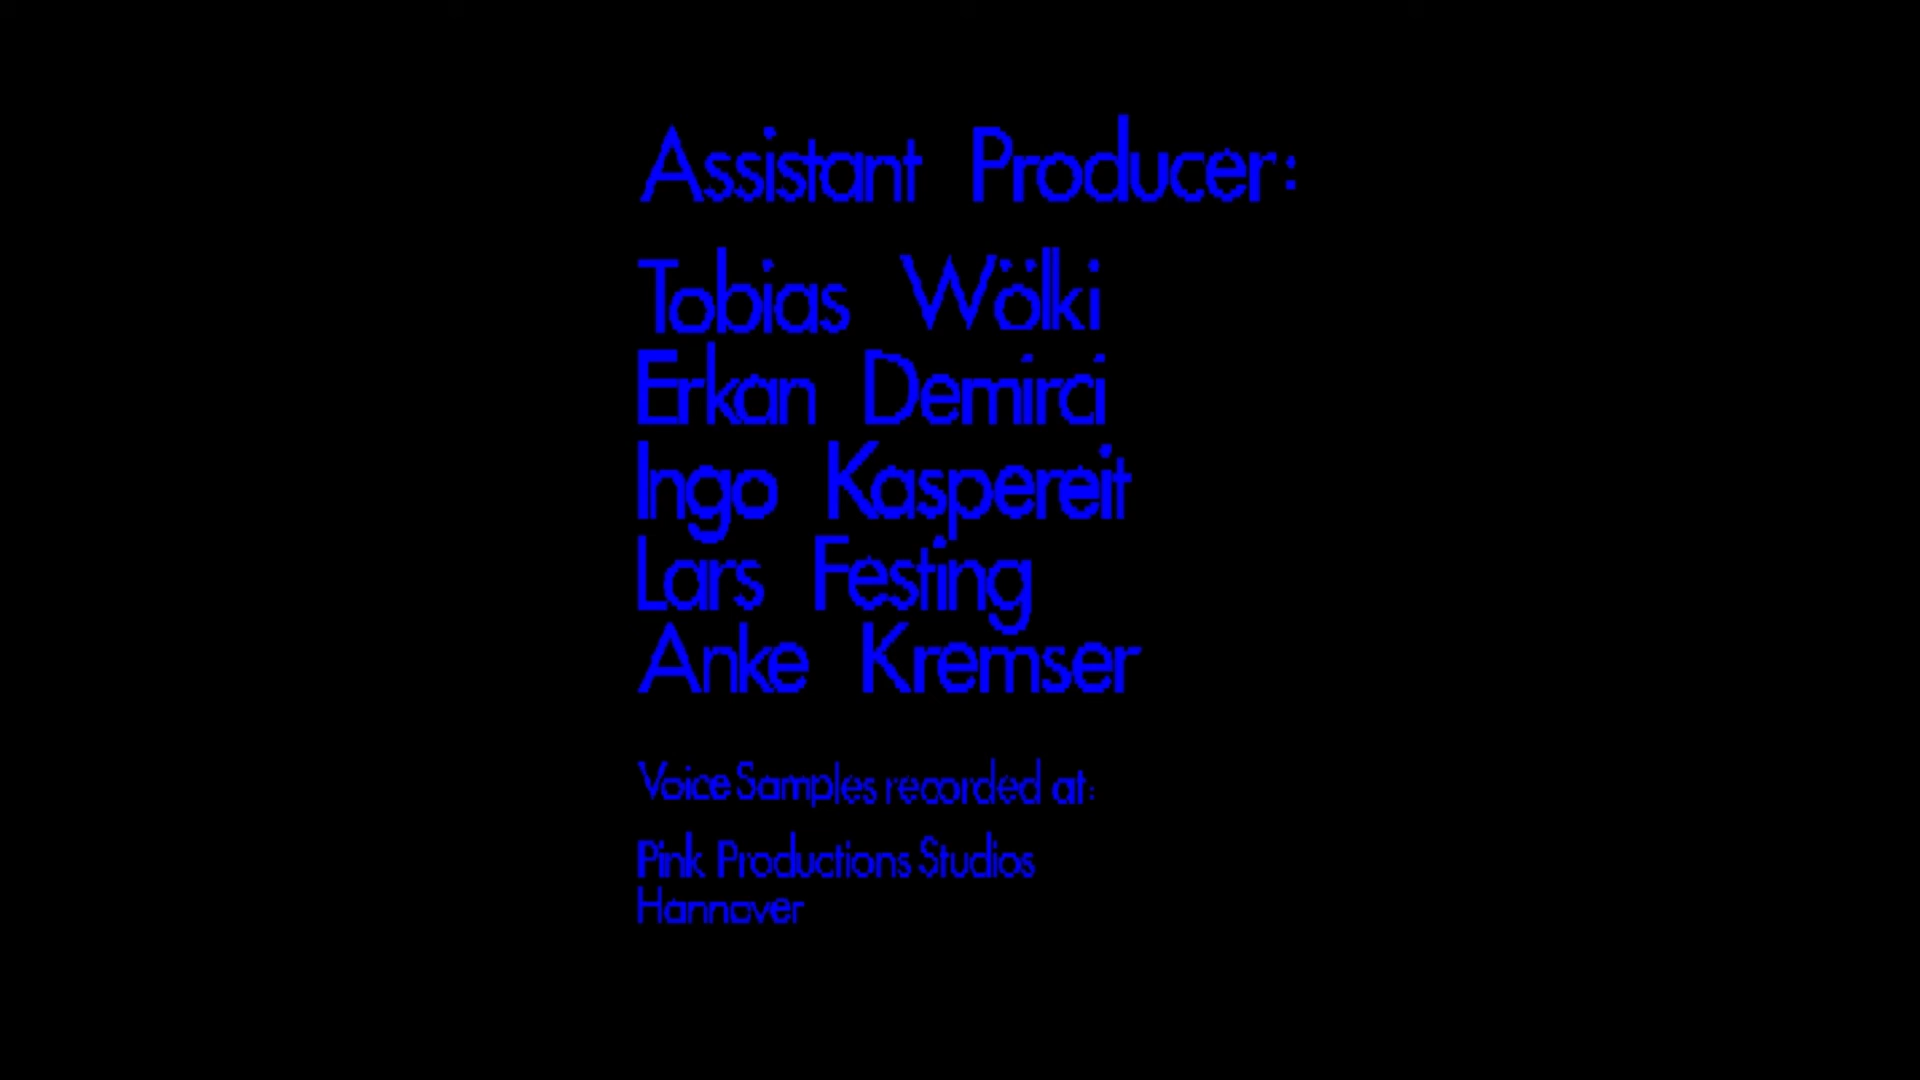 Assistant Producer:
Tobias Wölki
Erkan Demirci
Ingo Kaspereit
Lars Festing
Anke Kremser
Voice Samples recorded at:
Pink Productions Studios
Hannover